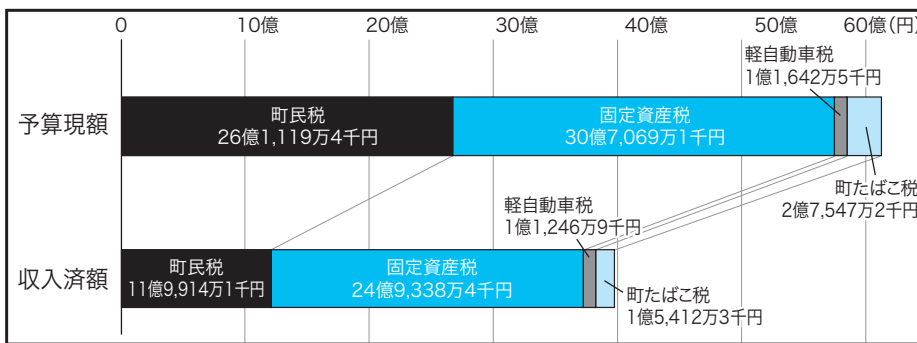 0 10億 20億 30億 40億 50億 60億(円)
軽自動車税
1億1,642万5千円
予算現額
町民税
26億1,119万4千円
固定資産税
30億7,069万1千円
町たばこ税
2億7,547万2千円
軽自動車税
1億1,246万9千円
収入済額
町民税
11億9,914万1千円
固定資産税
24億9,338万4千円
町たばこ税
1億5,412万3千円